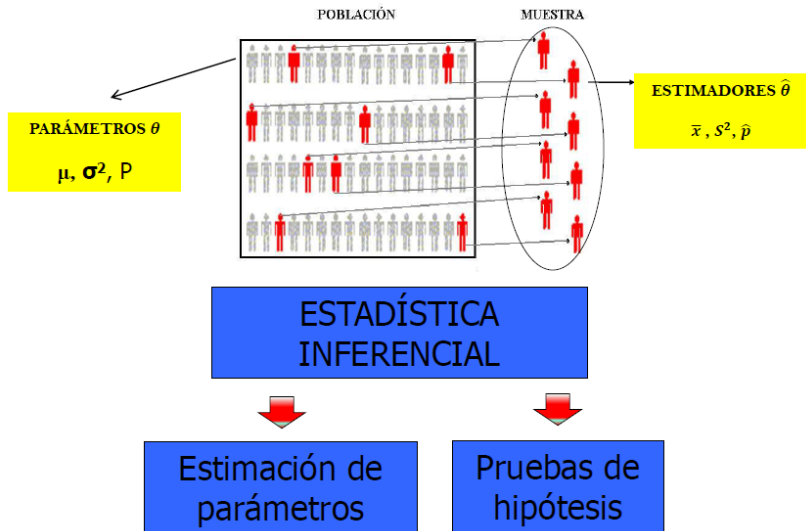 POBLACIÓN
MUESTRA
PARÁMETROS θ
μ, σ², P
ESTIMADORES θ̂
x̄ , S², p̂
ESTADÍSTICA
INFERENCIAL
Estimación de
parámetros
Pruebas de
hipótesis